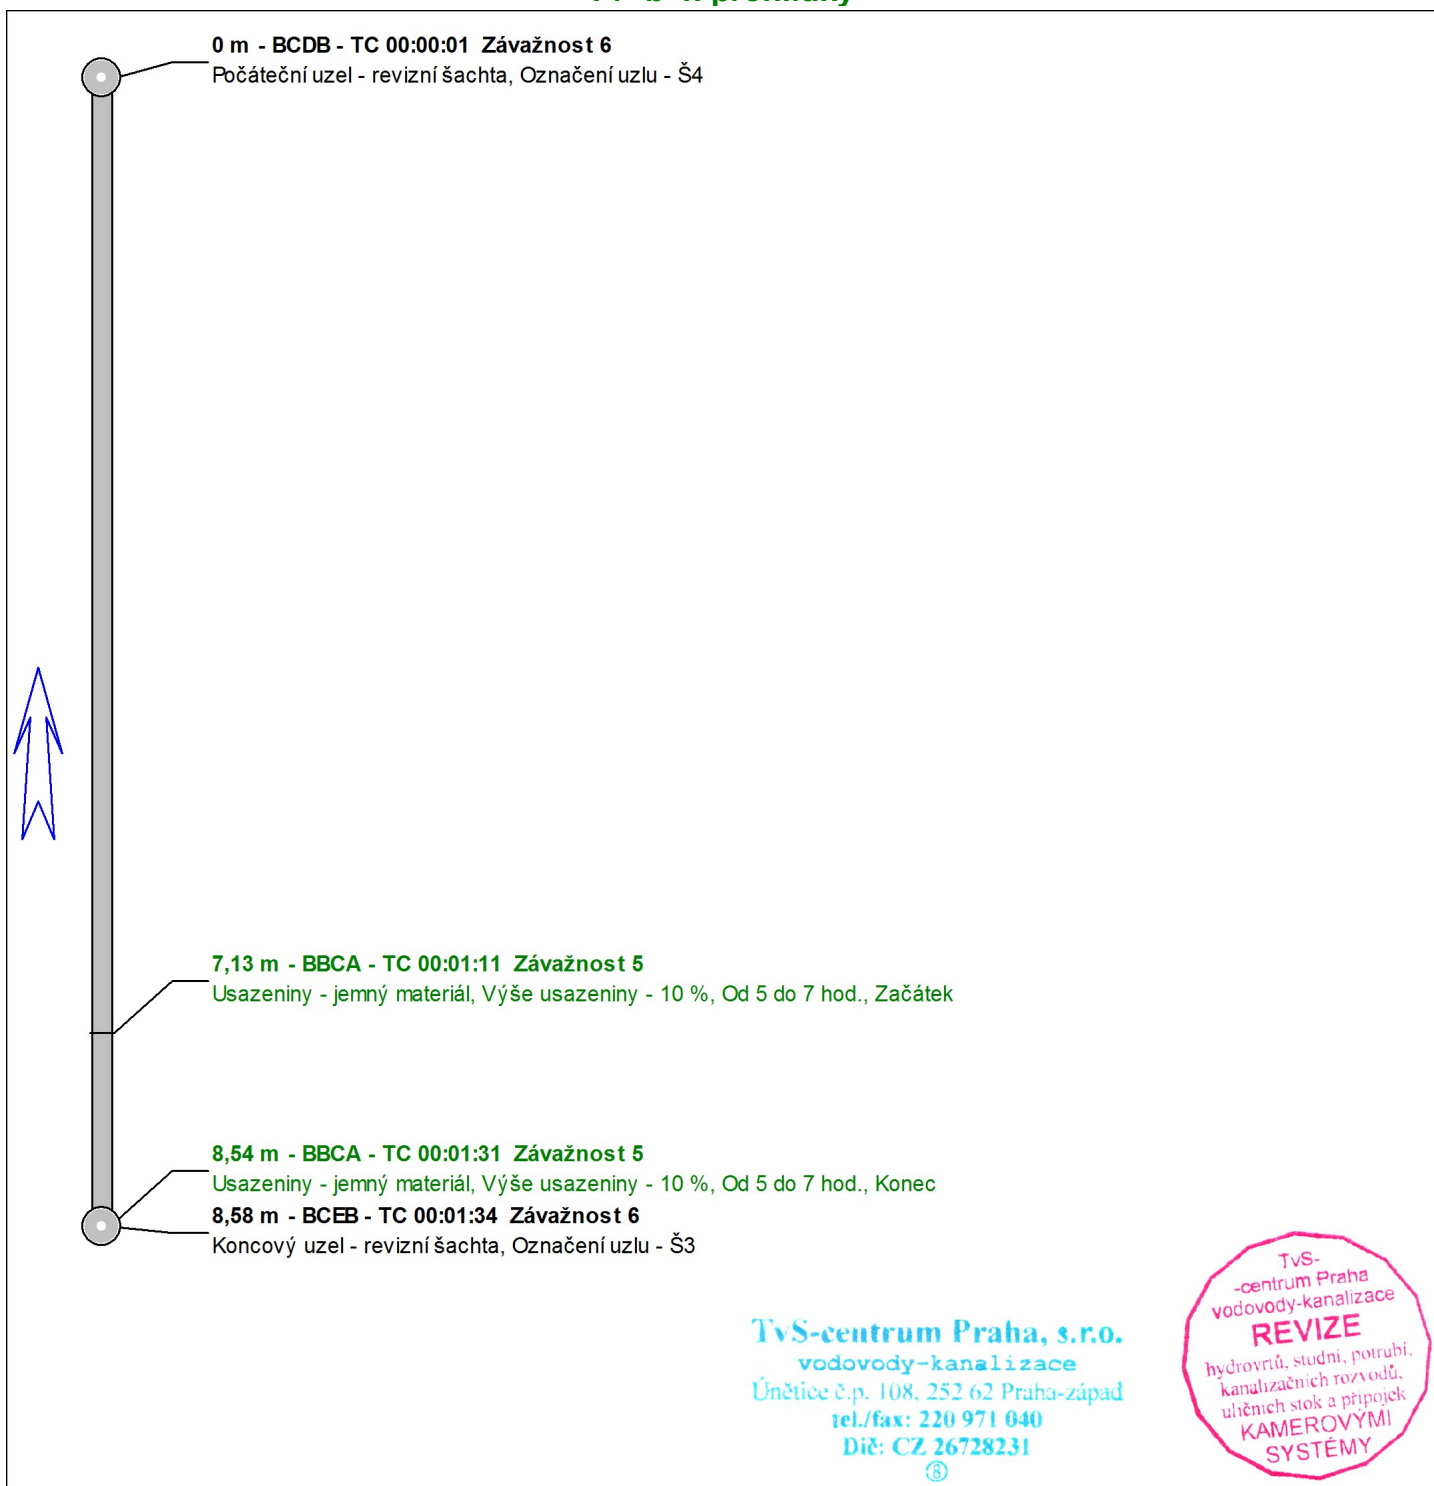 0 m - BCDB - TC 00:00:01 Závažnost 6
Počáteční uzel - revizní šachta, Označení uzlu - Š4
7,13 m - BBCA - TC 00:01:11 Závažnost 5
Usazeniny - jemný materiál, Výše usazeniny - 10 %, Od 5 do 7 hod., Začátek
8,54 m - BBCA - TC 00:01:31 Závažnost 5
Usazeniny - jemný materiál, Výše usazeniny - 10 %, Od 5 do 7 hod., Konec
8,58 m - BCEB - TC 00:01:34 Závažnost 6
Koncový uzel - revizní šachta, Označení uzlu - Š3
TvS-centrum Praha, s.r.o.
vodovody-kanalizace
Únětice č.p. 108, 252 62 Praha-západ
tel./fax: 220 971 040
Dič: CZ 26728231
8
TvS-
-centrum Praha
vodovody-kanalizace
REVIZE
hydrovrtů, studní, potrubí,
kanalizačních rozvodů,
uličních stok a přípojek
KAMEROVÝMI
SYSTÉMY